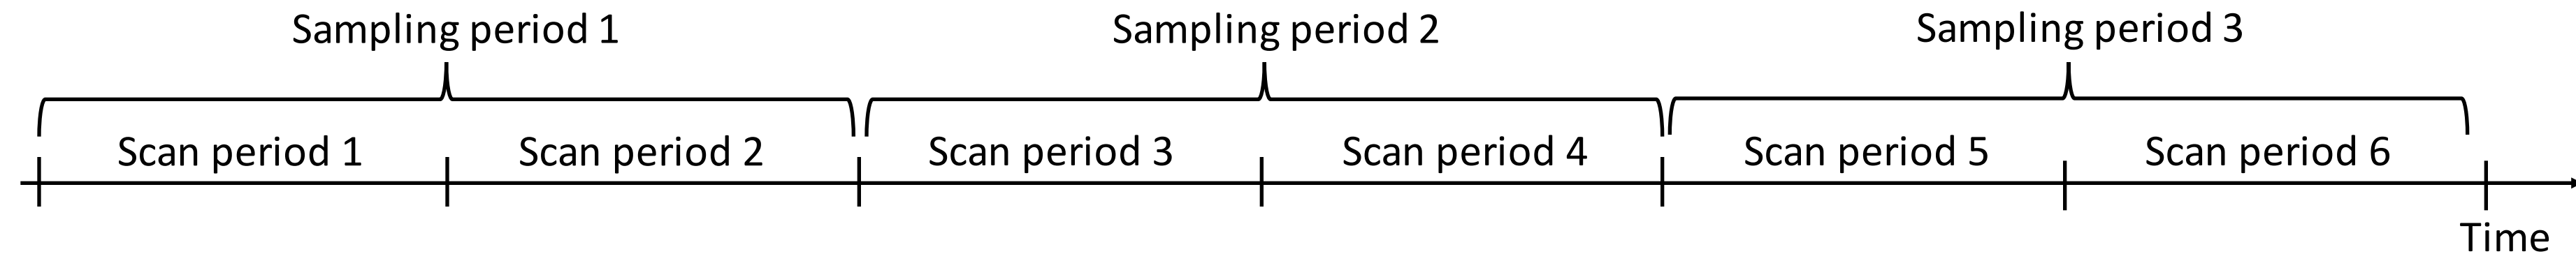 Sampling period 1
Sampling period 2
Sampling period 3
Scan period 1
Scan period 2
Scan period 3
Scan period 4
Scan period 5
Scan period 6
Time